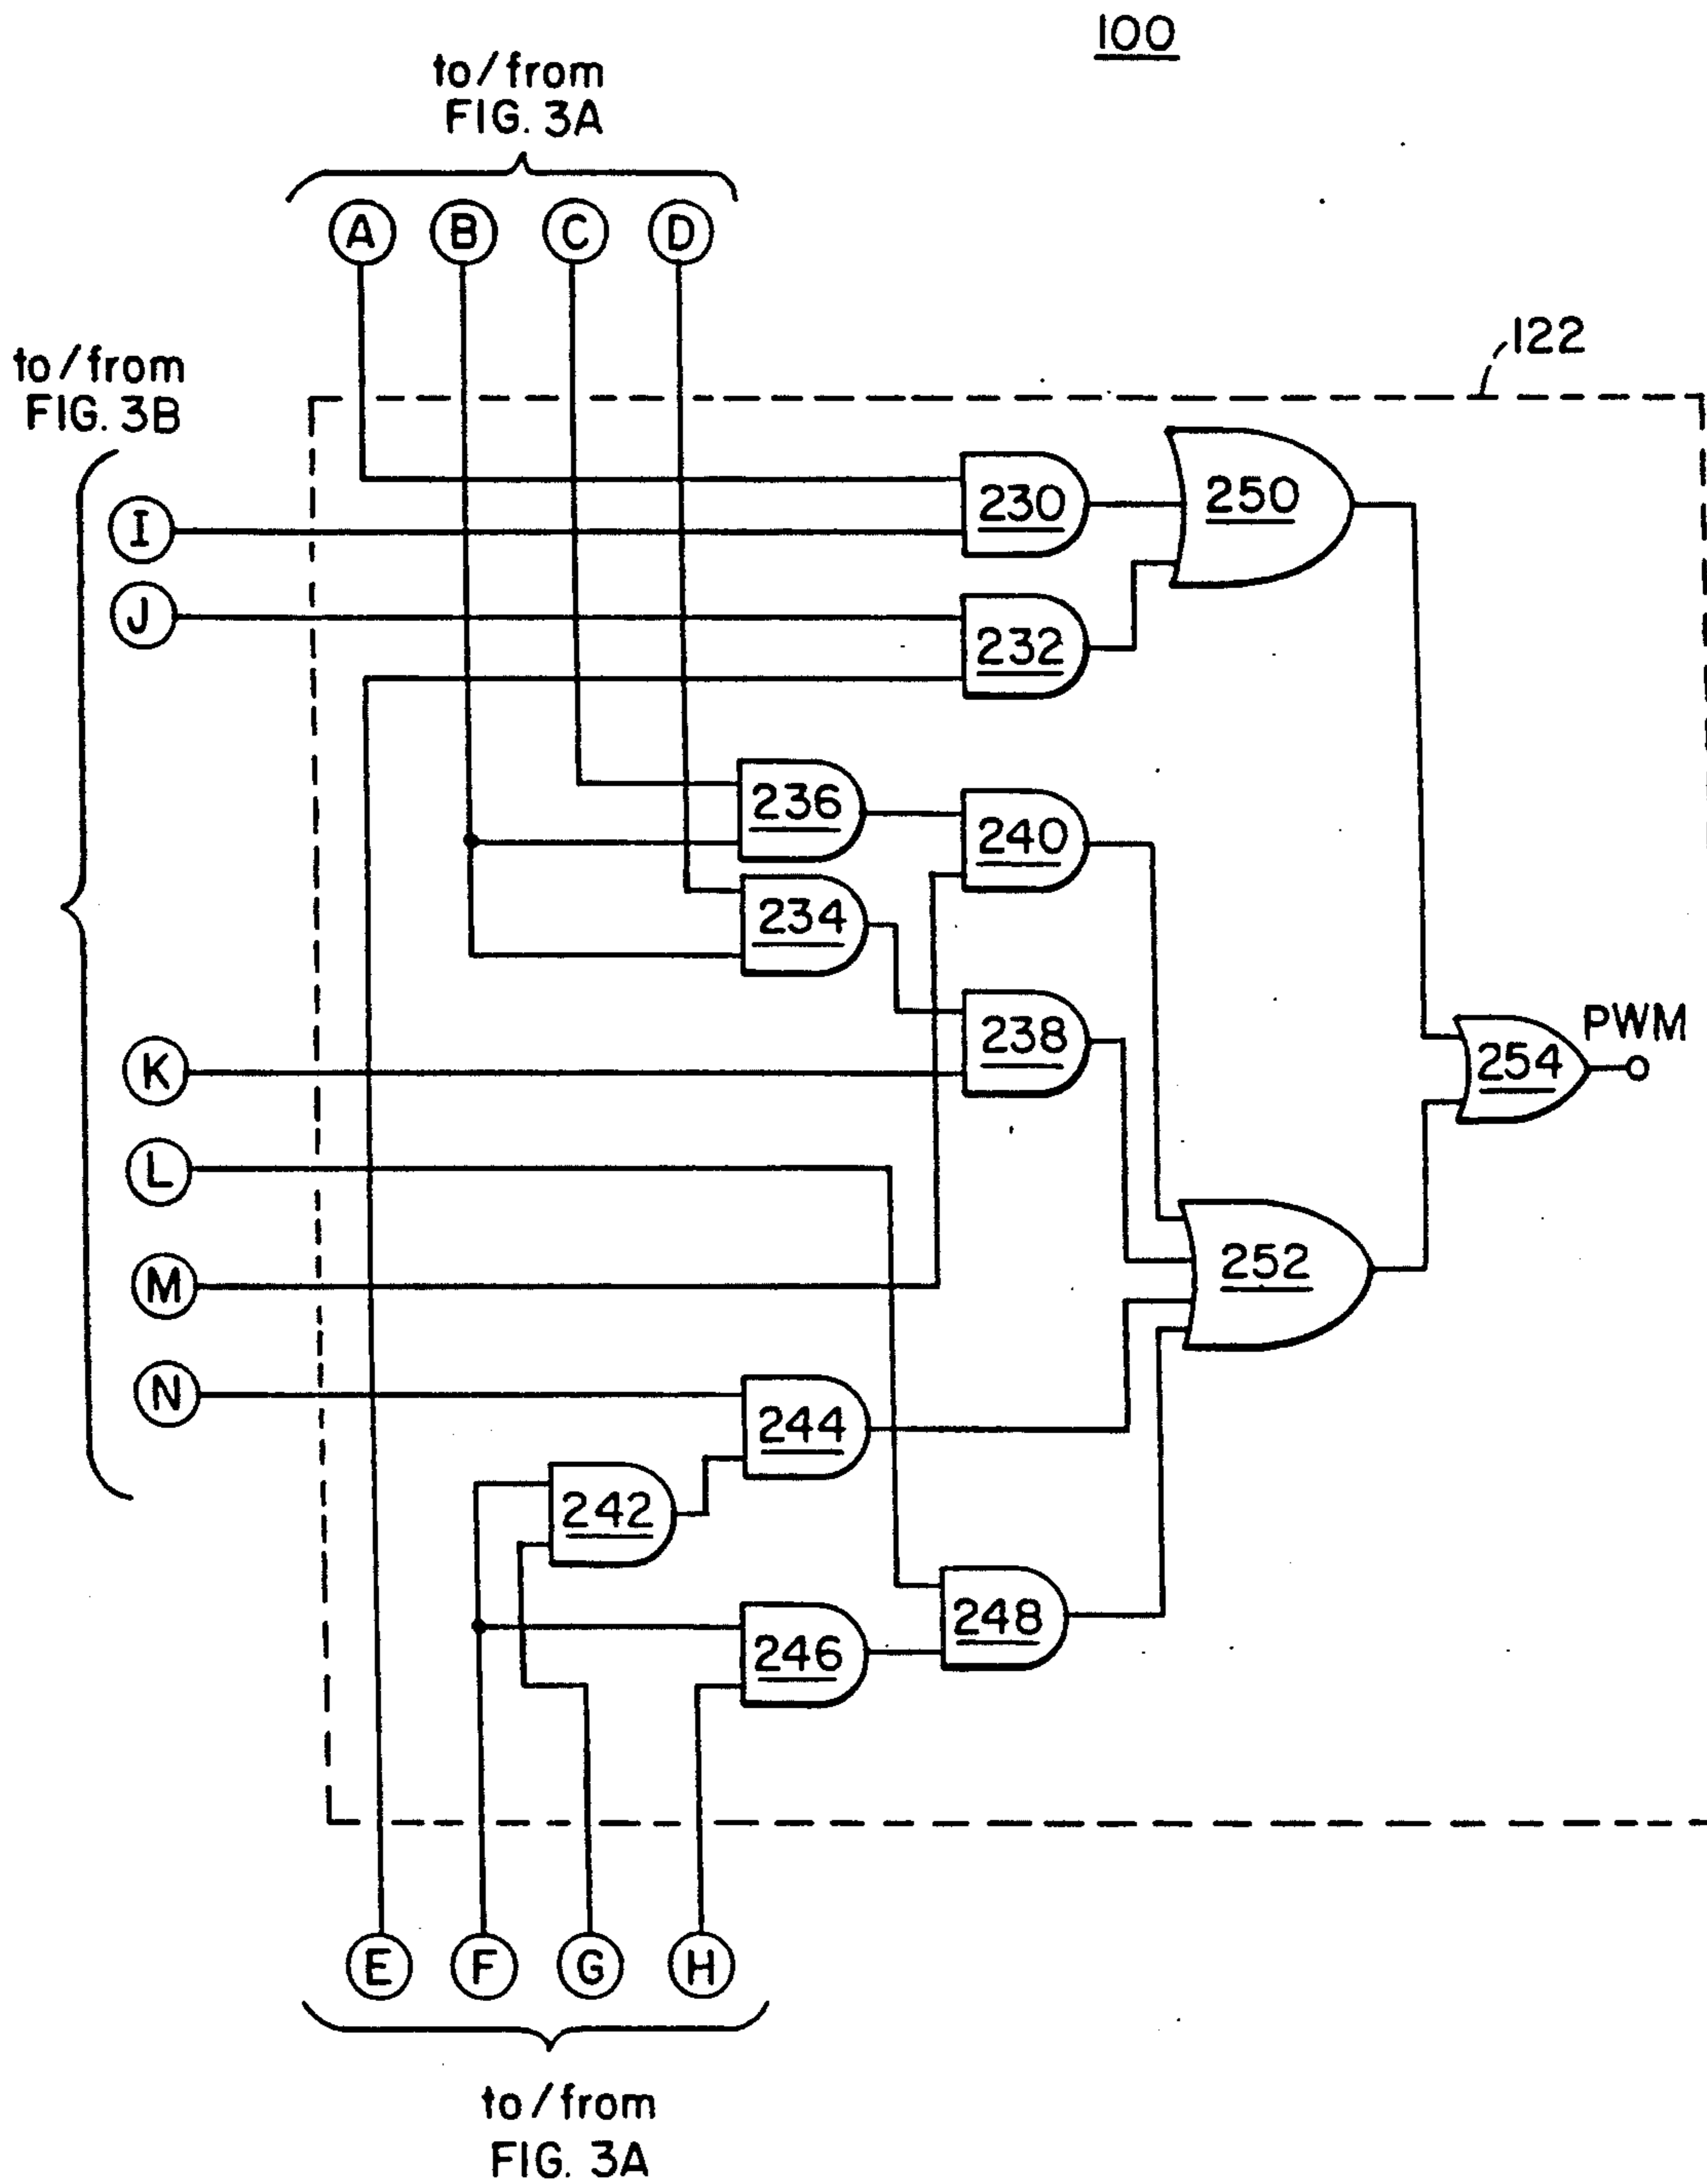 100
to/from
FIG. 3A
A B C D
122
to/from
FIG. 3B
I
J
230
250
232
236
240
234
238
PWM
254
K
L
M
N
252
244
242
248
246
E F G H
to/from
FIG. 3A